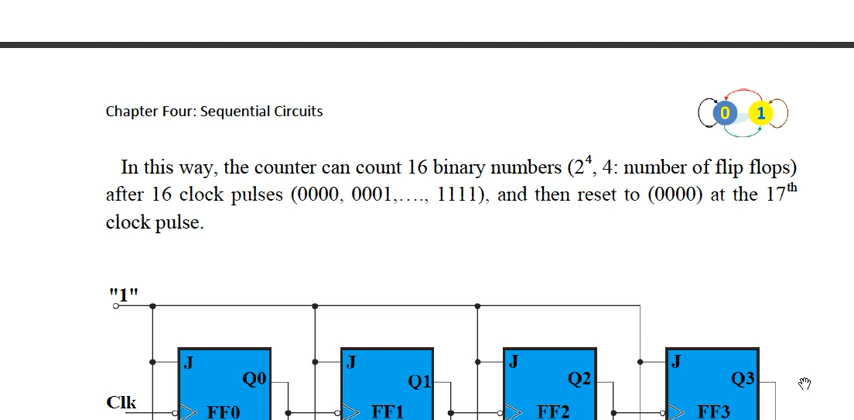 Chapter Four: Sequential Circuits
0 1
In this way, the counter can count 16 binary numbers (2⁴, 4: number of flip flops)
after 16 clock pulses (0000, 0001,…., 1111), and then reset to (0000) at the 17th
clock pulse.
"1"
J J J J
Q0 Q1 Q2 Q3
Clk
FF0 FF1 FF2 FF3